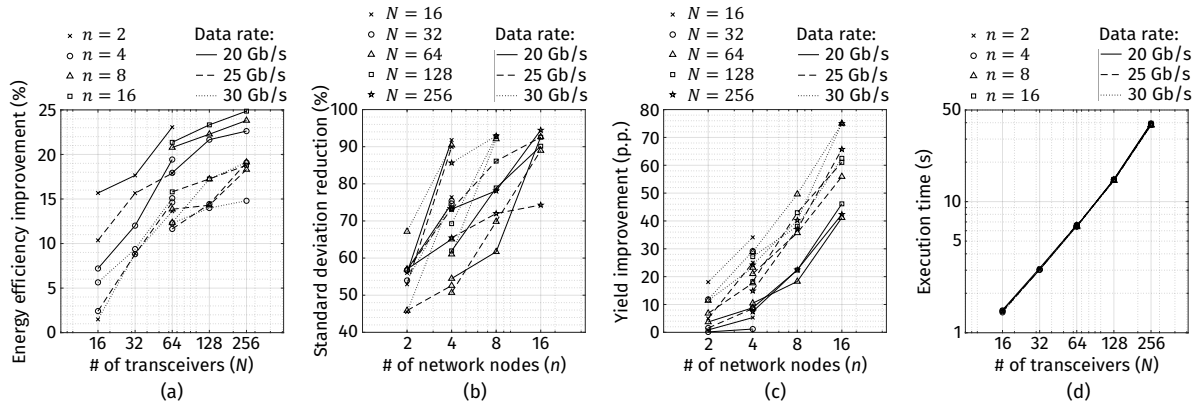 n = 2
n = 4
n = 8
n = 16
Data rate:
20 Gb/s
25 Gb/s
30 Gb/s
Energy efficiency improvement (%)
25
20
15
10
5
0
16 32 64 128 256
# of transceivers (N)
(a)
N = 16
N = 32
N = 64
N = 128
N = 256
Data rate:
20 Gb/s
25 Gb/s
30 Gb/s
Standard deviation reduction (%)
100
90
80
70
60
50
40
2 4 8 16
# of network nodes (n)
(b)
N = 16
N = 32
N = 64
N = 128
N = 256
Data rate:
20 Gb/s
25 Gb/s
30 Gb/s
Yield improvement (p.p.)
80
70
60
50
40
30
20
10
0
2 4 8 16
# of network nodes (n)
(c)
n = 2
n = 4
n = 8
n = 16
Data rate:
20 Gb/s
25 Gb/s
30 Gb/s
Execution time (s)
50
10
5
1
16 32 64 128 256
# of transceivers (N)
(d)